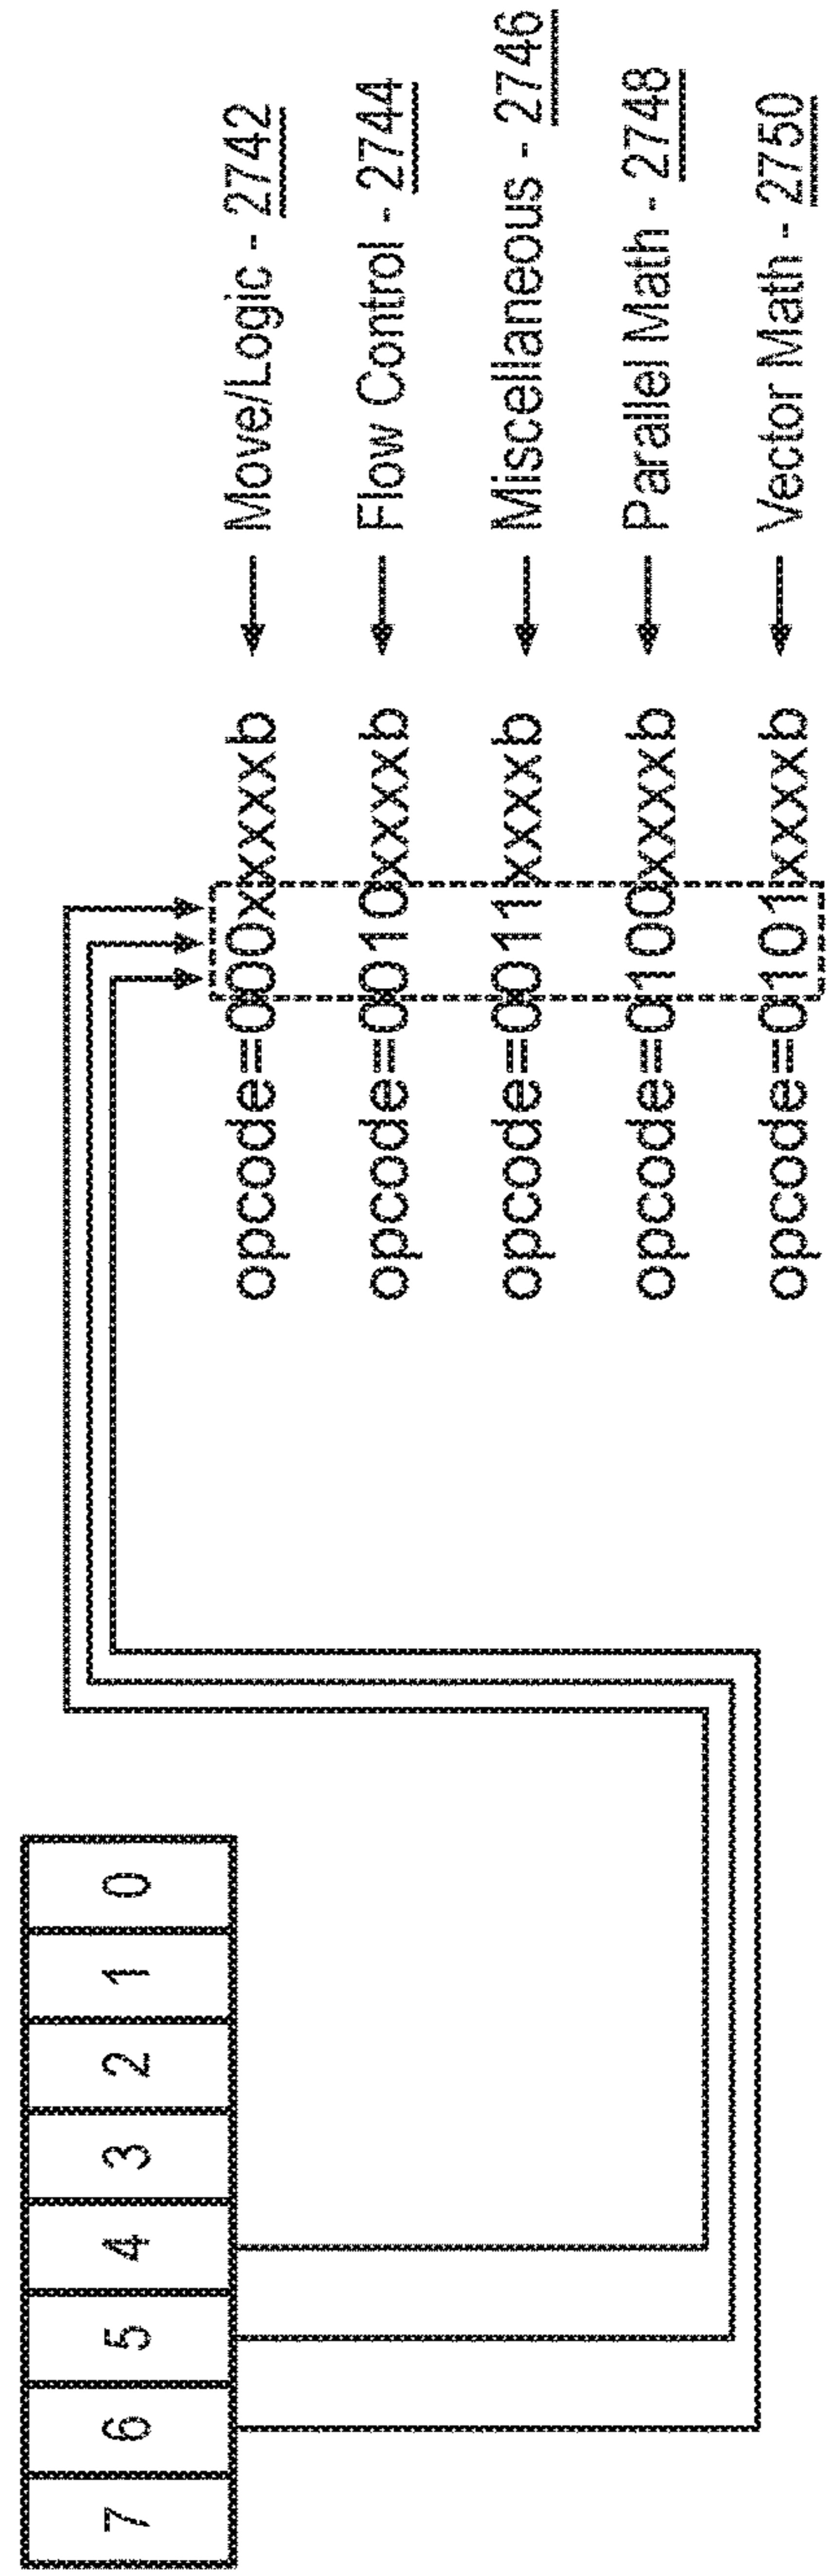 7 6 5 4 3 2 1 0
opcode=000xxxxxb ← Move/Logic - 2742
opcode=0010xxxxb ← Flow Control - 2744
opcode=0011xxxxb ← Miscellaneous - 2746
opcode=0100xxxxb ← Parallel Math - 2748
opcode=0101xxxxb ← Vector Math - 2750